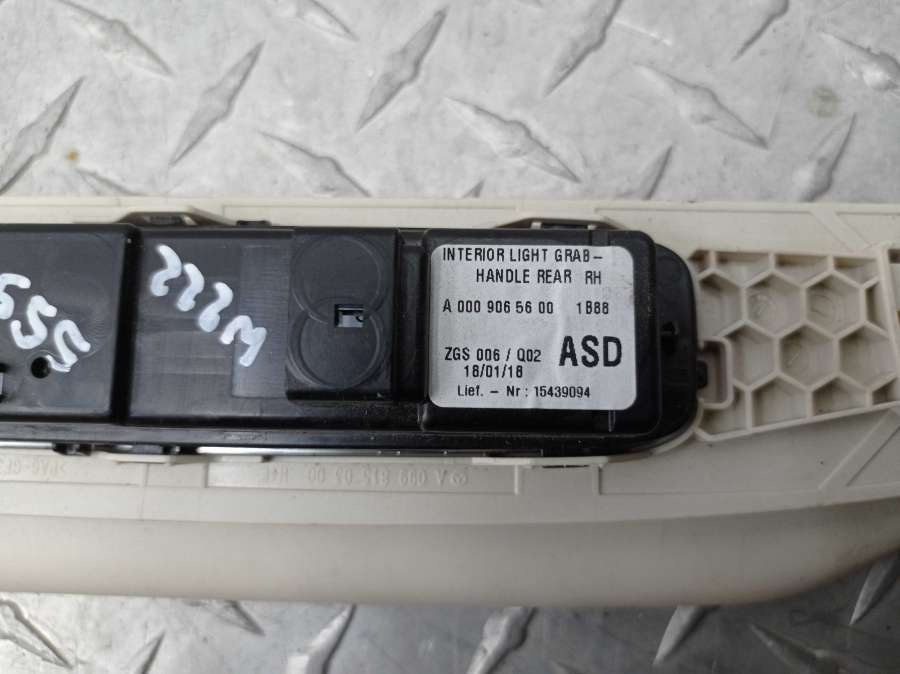 INTERIOR LIGHT GRAB-
HANDLE REAR RH
A 000 906 56 00 1B88
ZGS 006 / Q02 ASD
18/01/18
Lief. - Nr : 15439094
W222
559